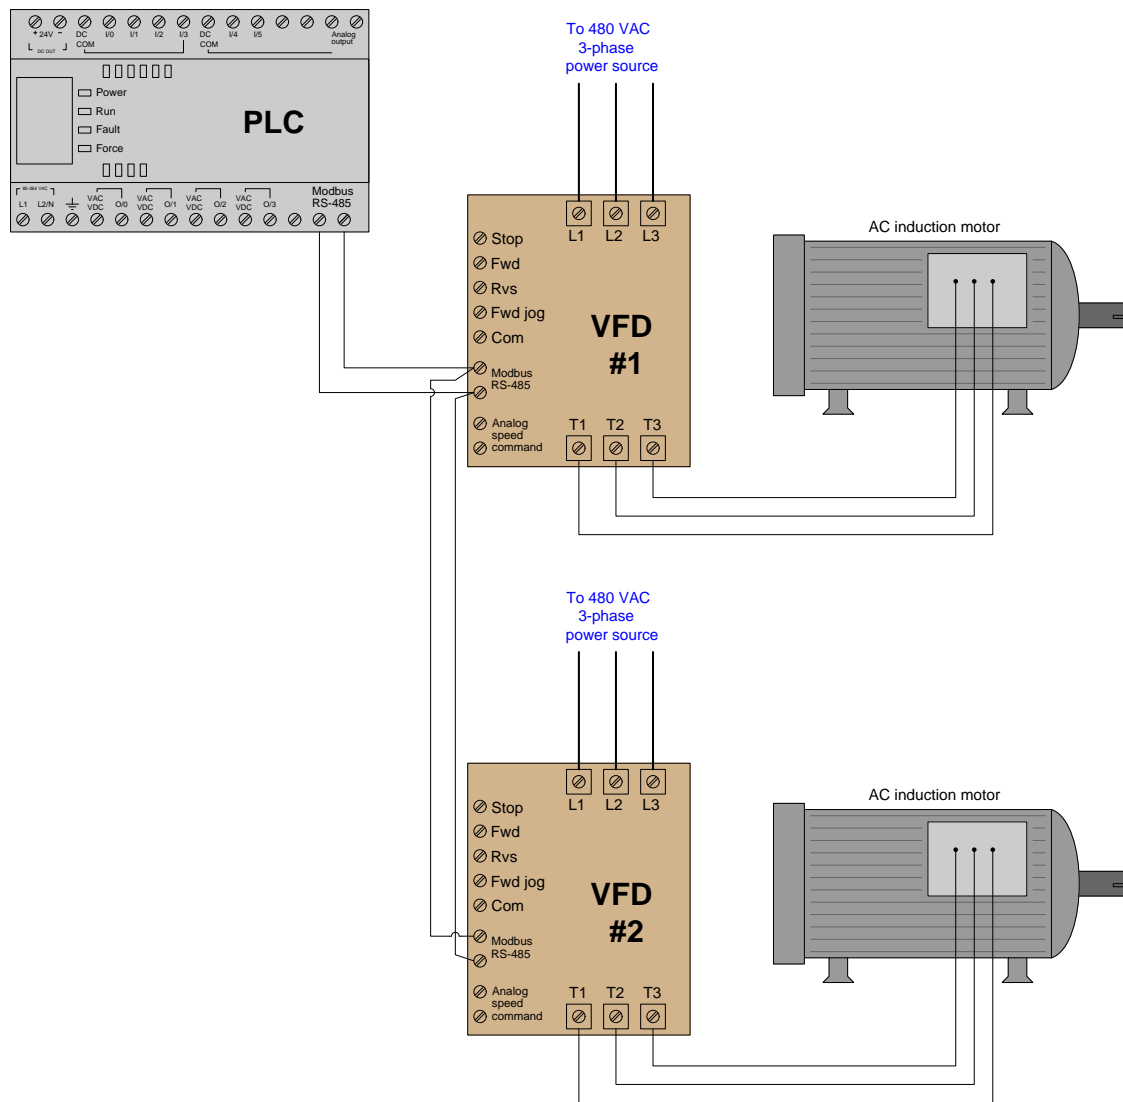 + 24V -
DC OUT
DC
COM
I/0
I/1
I/2
I/3
DC
COM
I/4
I/5
Analog
output
Power
Run
Fault
Force
PLC
L1
L2/N
VAC
VDC
O/0
VAC
VDC
O/1
VAC
VDC
O/2
VAC
VDC
O/3
Modbus
RS-485
To 480 VAC
3-phase
power source
L1
L2
L3
Stop
Fwd
Rvs
Fwd jog
Com
Modbus
RS-485
Analog
speed
command
VFD
#1
T1
T2
T3
AC induction motor
To 480 VAC
3-phase
power source
L1
L2
L3
Stop
Fwd
Rvs
Fwd jog
Com
Modbus
RS-485
Analog
speed
command
VFD
#2
T1
T2
T3
AC induction motor